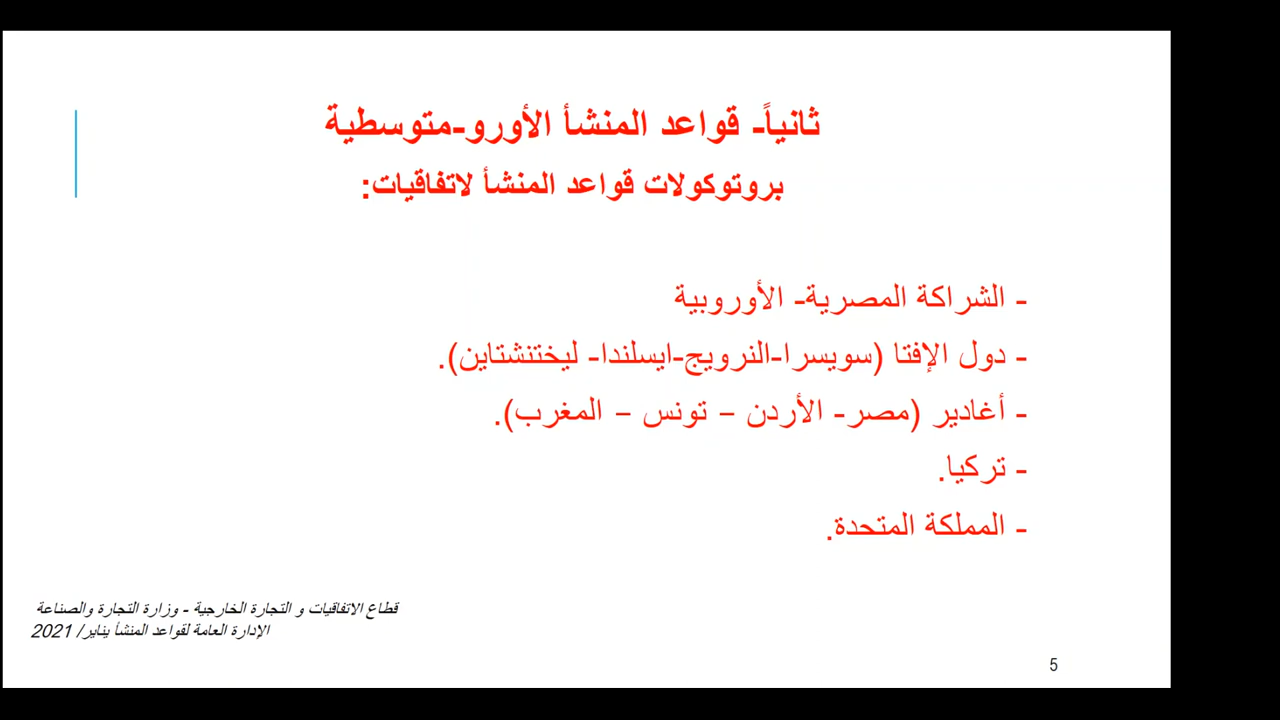 ثانياً- قواعد المنشأ الأورو-متوسطية
بروتوكولات قواعد المنشأ لاتفاقيات:
- الشراكة المصرية- الأوروبية
- دول الإفتا (سويسرا-النرويج-ايسلندا- ليختنشتاين).
- أغادير (مصر- الأردن – تونس – المغرب).
- تركيا.
- المملكة المتحدة.
قطاع الاتفاقيات و التجارة الخارجية - وزارة التجارة والصناعة
الإدارة العامة لقواعد المنشأ يناير/ 2021
5